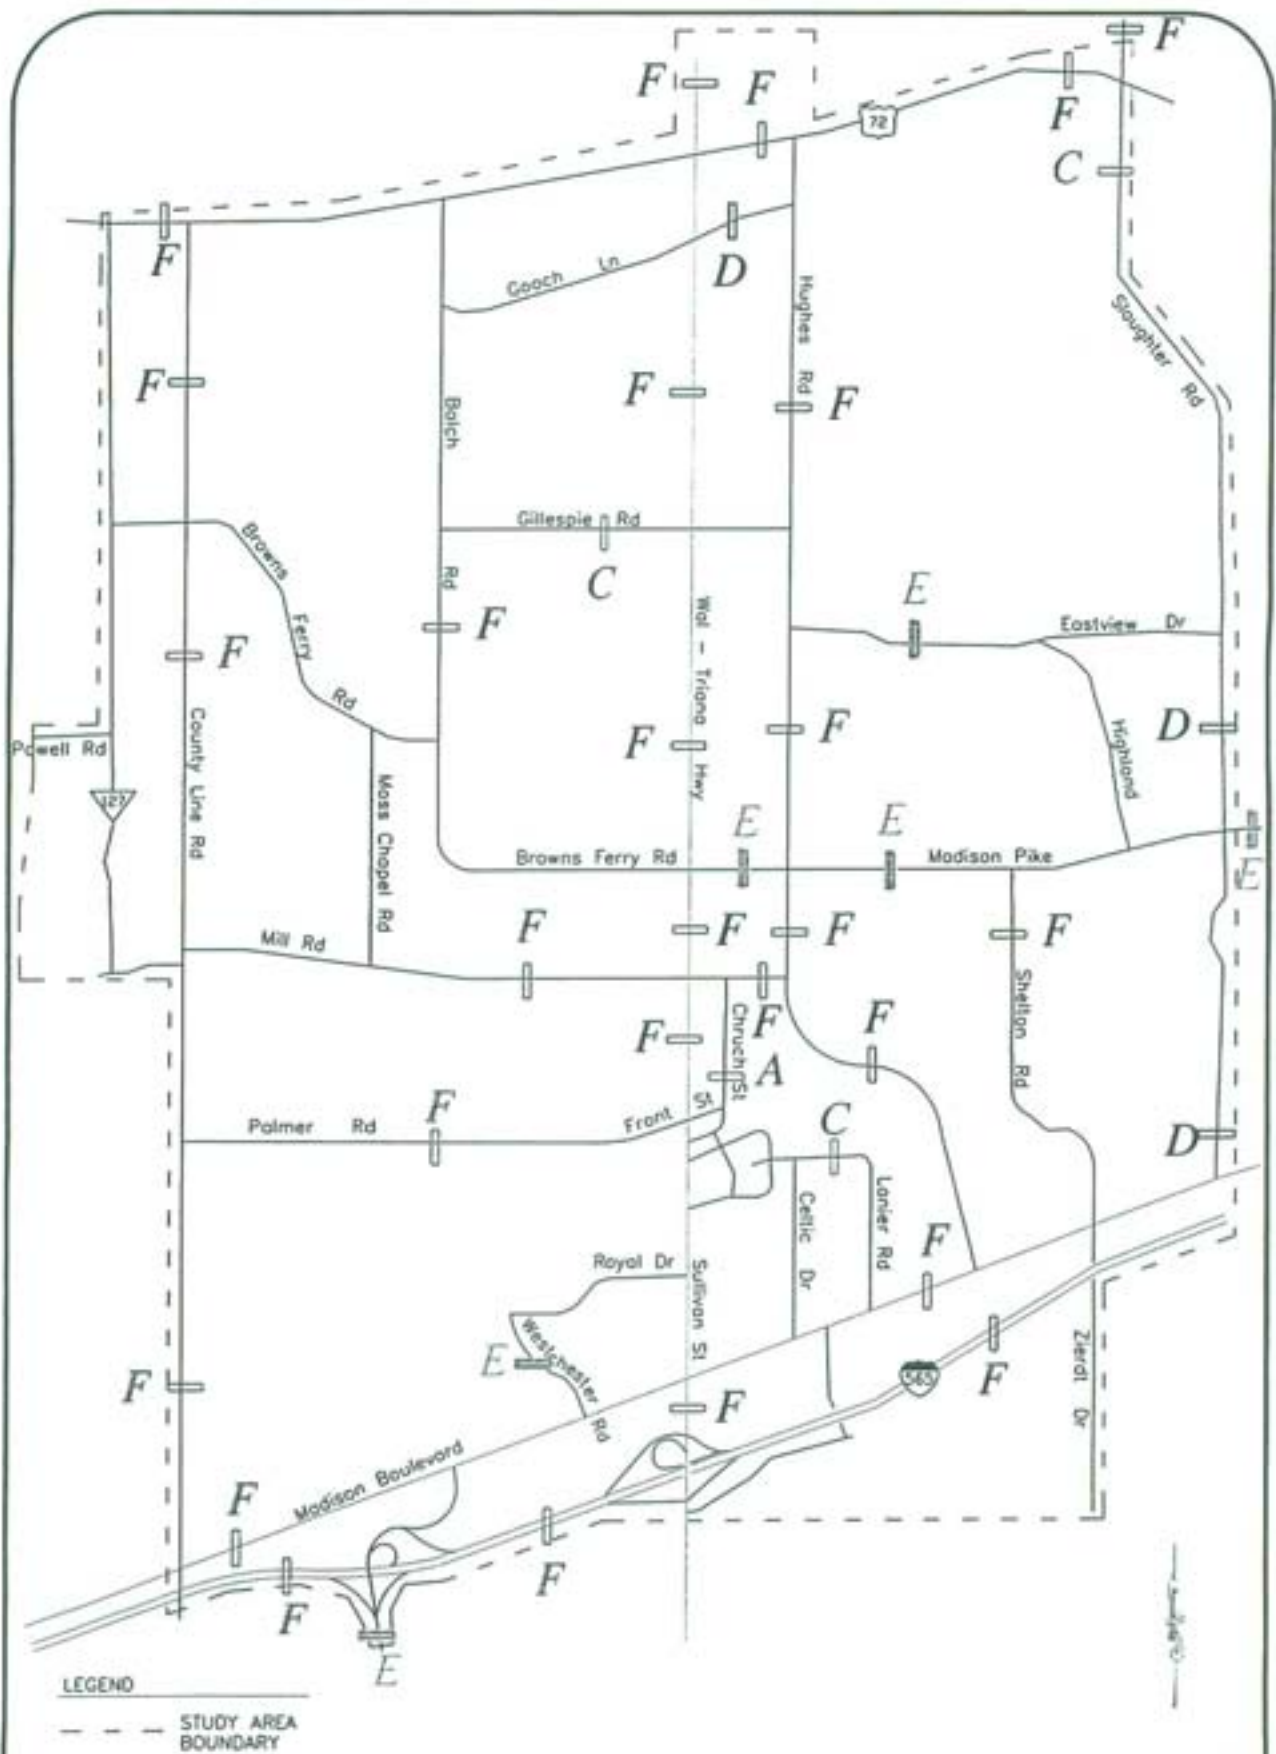 F
F
F
72
F
C
F
D
Gooch Ln
Hughes Rd
Slaughter Rd
F
F
F
Balch Rd
Gillespie Rd
C
Browns Ferry Rd
E
F
F
Wal - Triana Hwy
Eastview Dr
Highland
D
F
F
Powell Rd
County Line Rd
127
Moss Chapel Rd
E
E
E
Browns Ferry Rd
Madison Pike
F
F
F
F
Mill Rd
Shelton Rd
F
Chruch St
F
F
A
F
C
Palmer Rd
Front St
D
Celtic Dr
Lanier Rd
Royal Dr
Sullivan St
F
Westchester Rd
E
Zierdt Dr
F
565
F
F
Madison Boulevard
F
F
F
E
LEGEND
STUDY AREA
BOUNDARY